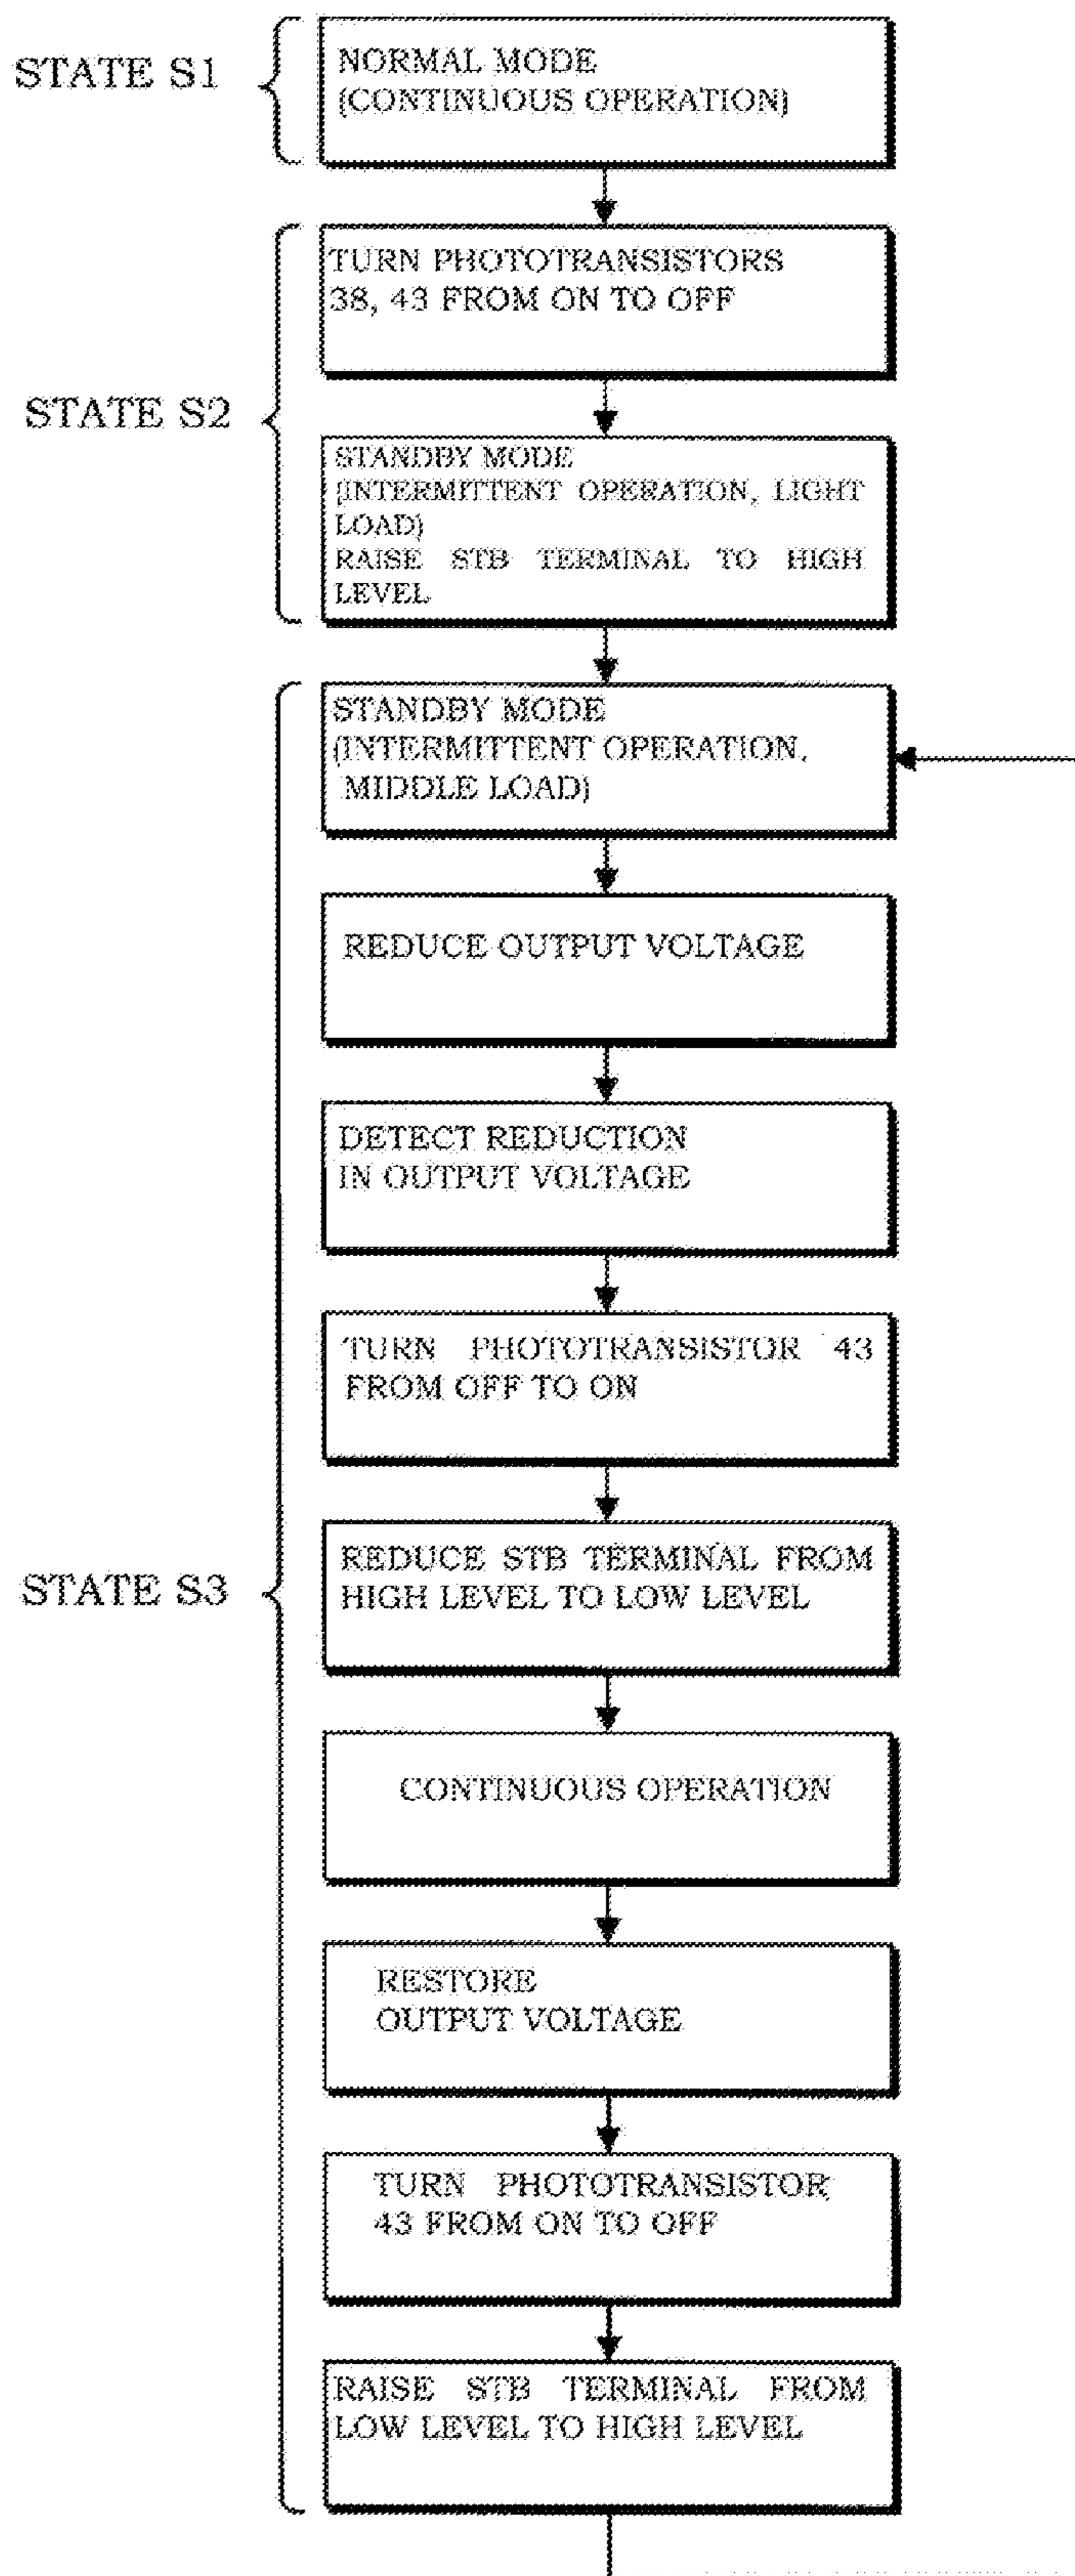 STATE S1
NORMAL MODE
(CONTINUOUS OPERATION)
STATE S2
TURN PHOTOTRANSISTORS
38, 43 FROM ON TO OFF
STANDBY MODE
(INTERMITTENT OPERATION, LIGHT
LOAD)
RAISE STB TERMINAL TO HIGH
LEVEL
STATE S3
STANDBY MODE
(INTERMITTENT OPERATION,
MIDDLE LOAD)
REDUCE OUTPUT VOLTAGE
DETECT REDUCTION
IN OUTPUT VOLTAGE
TURN PHOTOTRANSISTOR 43
FROM OFF TO ON
REDUCE STB TERMINAL FROM
HIGH LEVEL TO LOW LEVEL
CONTINUOUS OPERATION
RESTORE
OUTPUT VOLTAGE
TURN PHOTOTRANSISTOR
43 FROM ON TO OFF
RAISE STB TERMINAL FROM
LOW LEVEL TO HIGH LEVEL